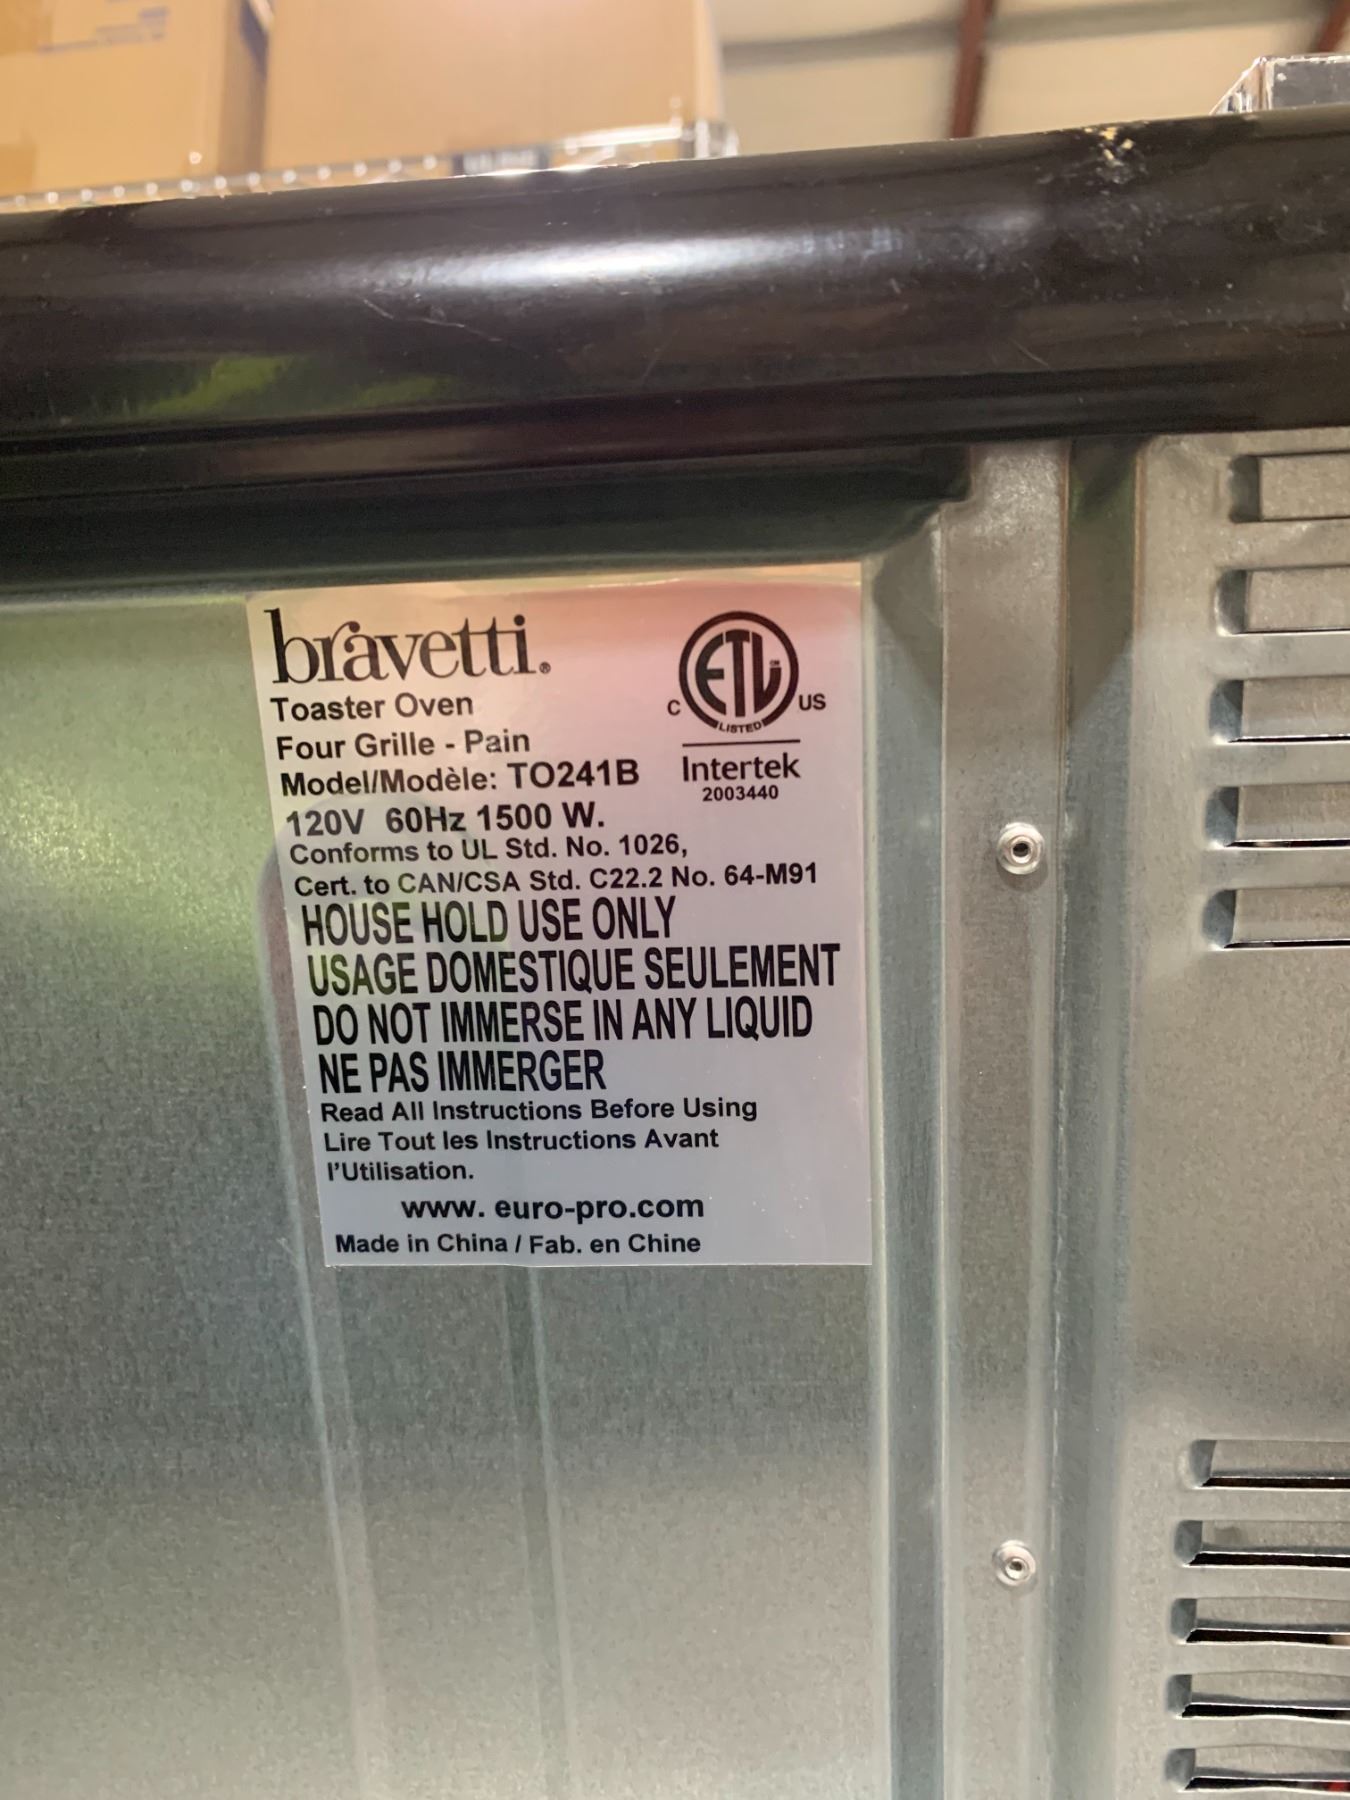 bravetti®
Toaster Oven
Four Grille - Pain
Model/Modèle: TO241B
120V 60Hz 1500 W.
Conforms to UL Std. No. 1026,
Cert. to CAN/CSA Std. C22.2 No. 64-M91
HOUSE HOLD USE ONLY
USAGE DOMESTIQUE SEULEMENT
DO NOT IMMERSE IN ANY LIQUID
NE PAS IMMERGER
Read All Instructions Before Using
Lire Tout les Instructions Avant
l'Utilisation.
www. euro-pro.com
Made in China / Fab. en Chine
ETL CM
C US
LISTED
Intertek
2003440